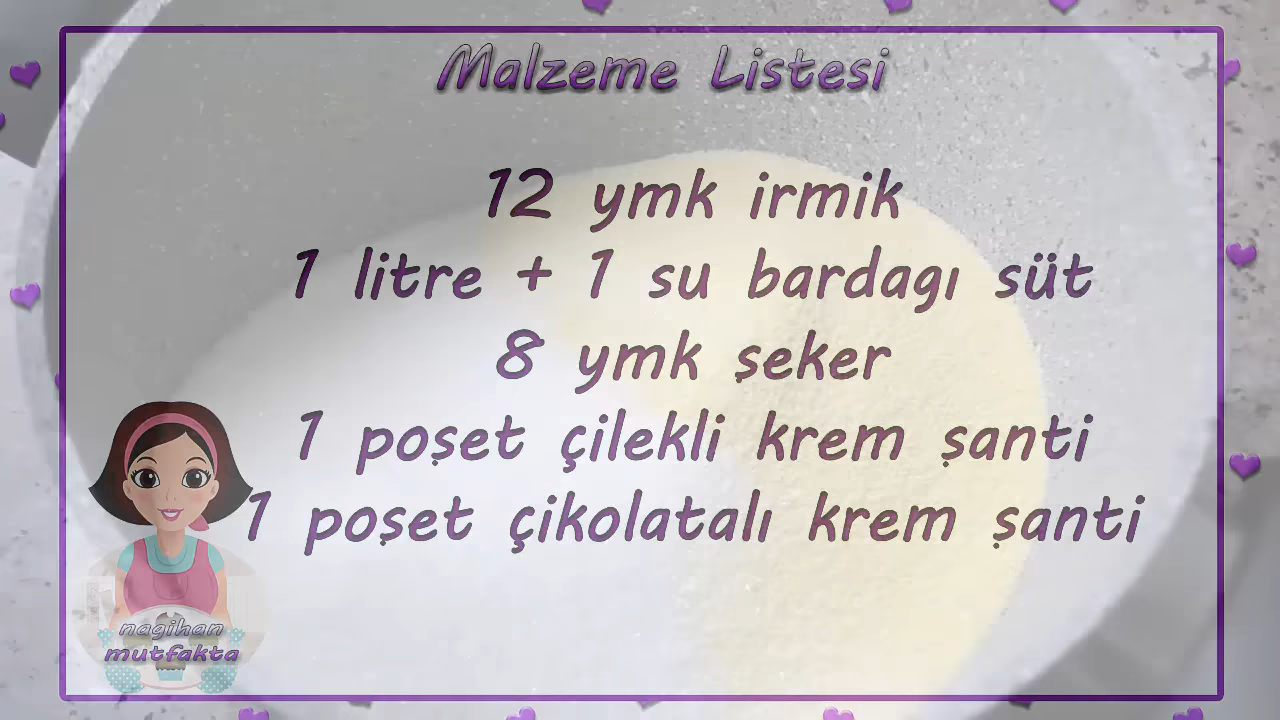 Malzeme Listesi
12 ymk irmik
1 litre + 1 su bardagı süt
8 ymk şeker
1 poşet çilekli krem şanti
1 poşet çikolatalı krem şanti
nagihan
mutfakta